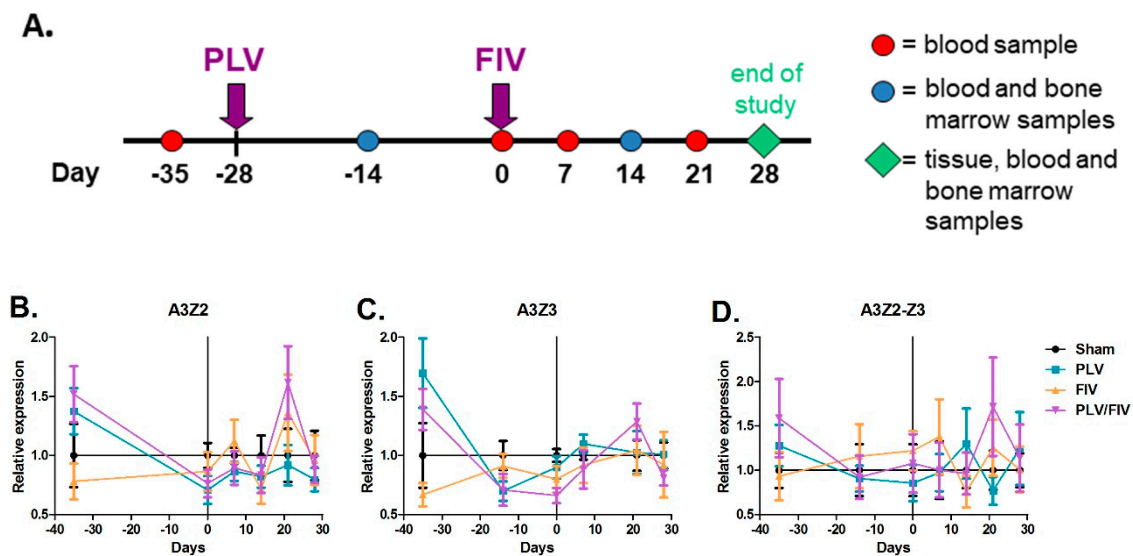 A.
PLV
FIV
end of
study
Day
-35 -28 -14 0 7 14 21 28
= blood sample
= blood and bone
marrow samples
= tissue, blood and
bone marrow
samples
B.
A3Z2
Relative expression
2.0
1.5
1.0
0.5
-40 -30 -20 -10 0 10 20 30
Days
C.
A3Z3
Relative expression
2.0
1.5
1.0
0.5
-40 -30 -20 -10 0 10 20 30
Days
D.
A3Z2-Z3
Relative expression
2.5
2.0
1.5
1.0
0.5
-40 -30 -20 -10 0 10 20 30
Days
Sham
PLV
FIV
PLV/FIV